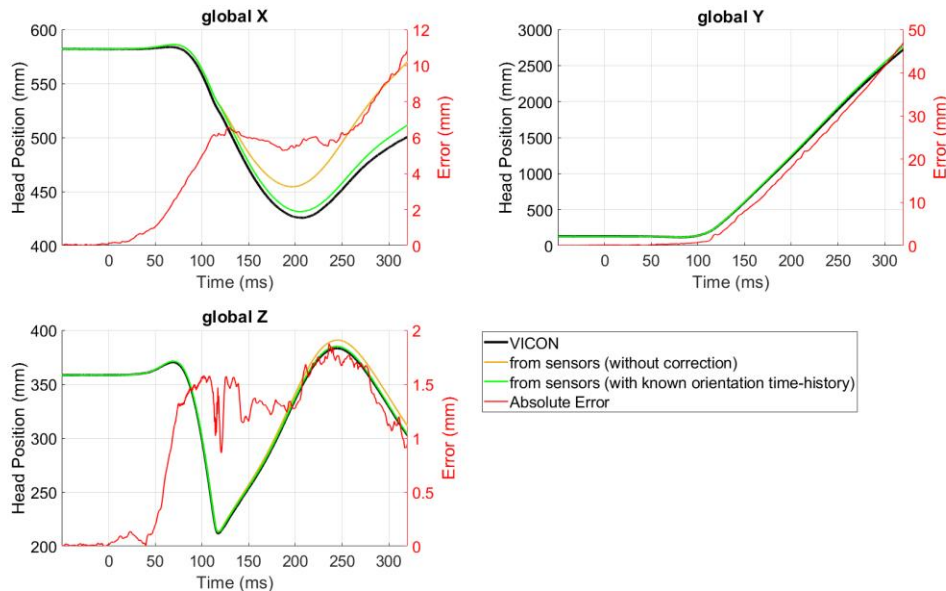 global X
600
550
500
450
400
Head Position (mm)
0 50 100 150 200 250 300
Time (ms)
12
10
8
6
4
2
0
Error (mm)
global Y
3000
2500
2000
1500
1000
500
0
Head Position (mm)
0 50 100 150 200 250 300
Time (ms)
50
40
30
20
10
0
Error (mm)
global Z
400
350
300
250
200
Head Position (mm)
0 50 100 150 200 250 300
Time (ms)
2
1.5
1
0.5
0
Error (mm)
VICON
from sensors (without correction)
from sensors (with known orientation time-history)
Absolute Error